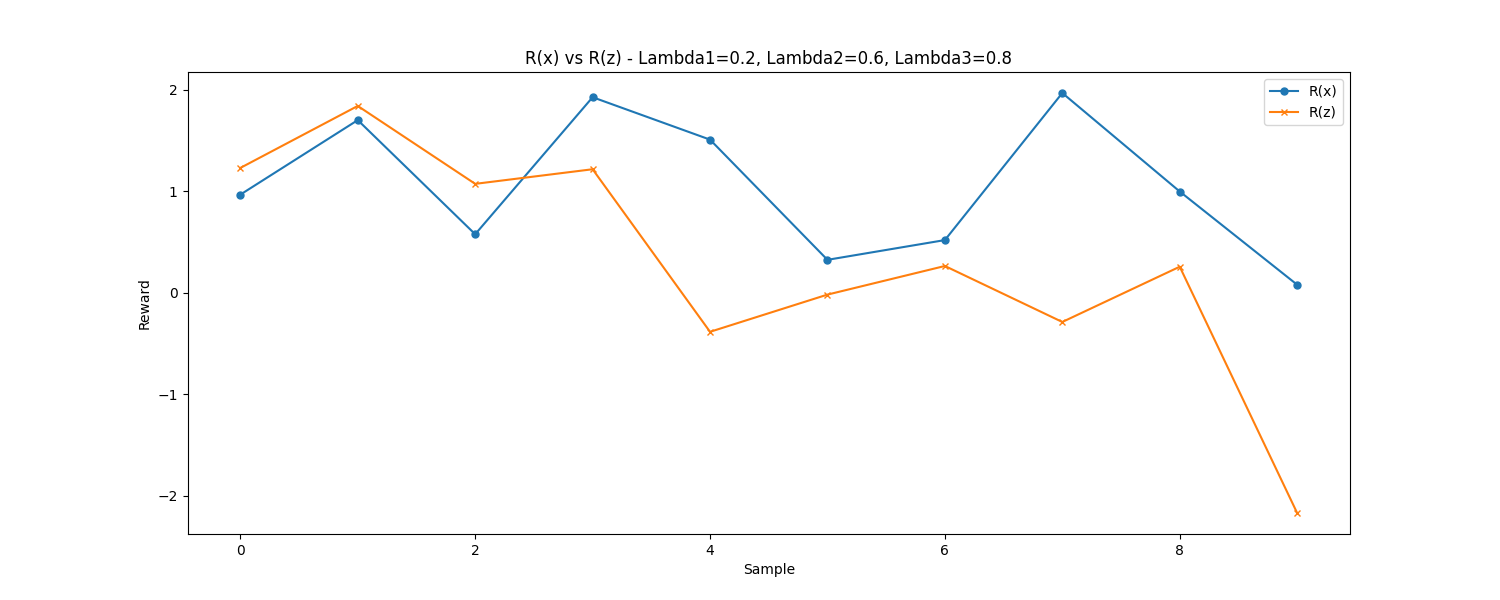 R(x) vs R(z) - Lambda1=0.2, Lambda2=0.6, Lambda3=0.8
R(x)
R(z)
2
1
0
−1
−2
Reward
0 2 4 6 8
Sample